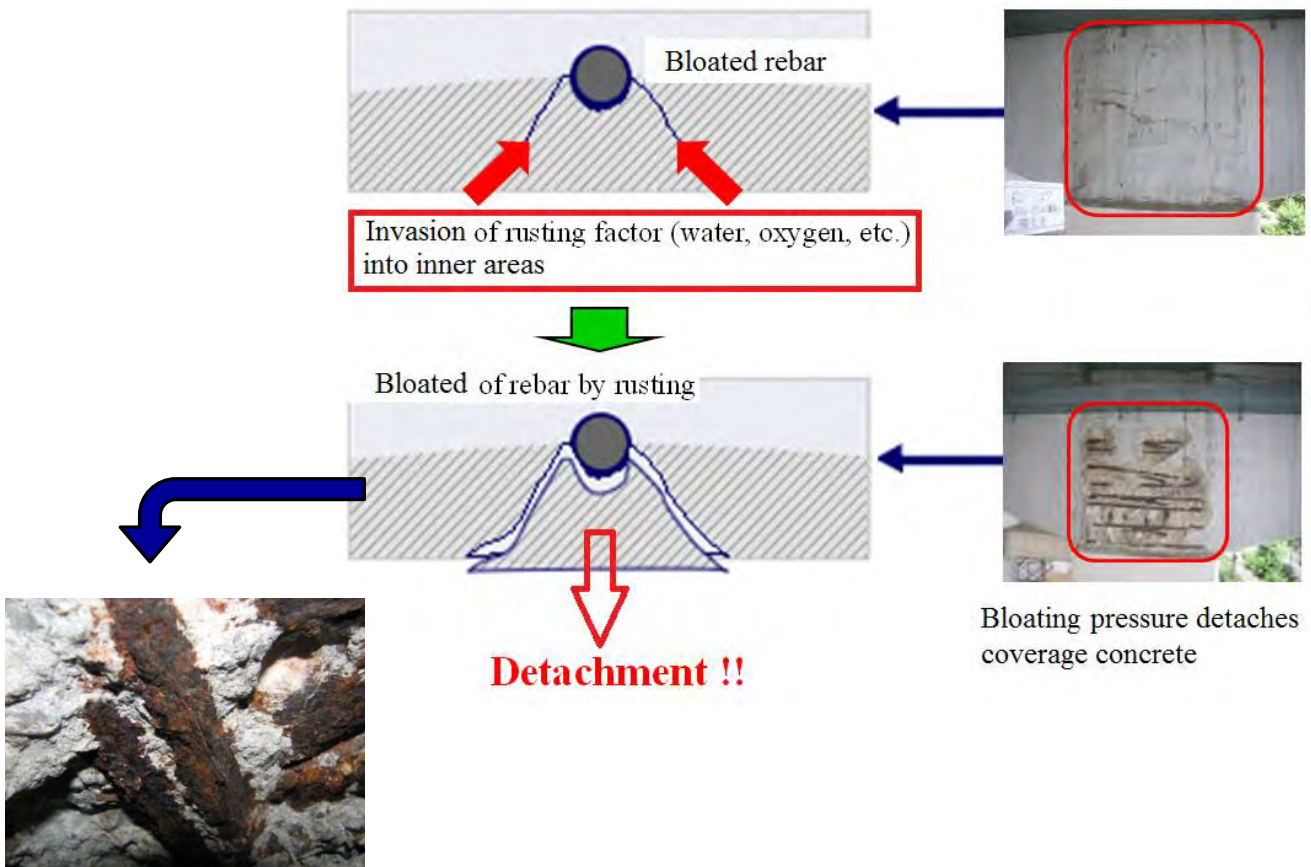 Bloated rebar
Invasion of rusting factor (water, oxygen, etc.)
into inner areas
Bloated of rebar by rusting
Detachment !!
Bloating pressure detaches
coverage concrete